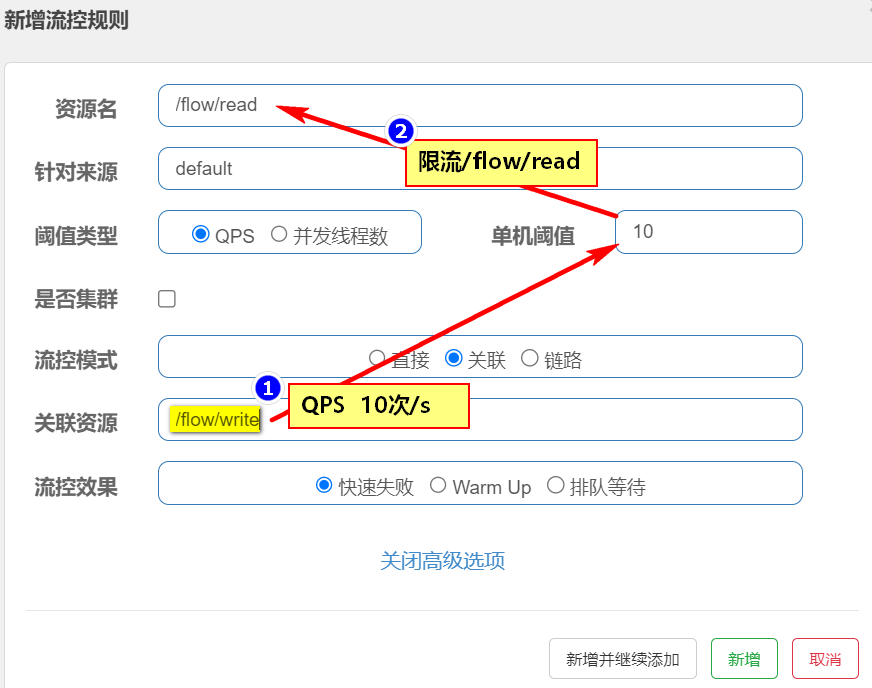 新增流控规则
资源名 /flow/read
2
限流/flow/read
针对来源 default
阈值类型 QPS 并发线程数 单机阈值 10
是否集群
流控模式 直接 关联 链路
1
QPS 10次/s
关联资源 /flow/write
流控效果 快速失败 Warm Up 排队等待
关闭高级选项
新增并继续添加 新增 取消